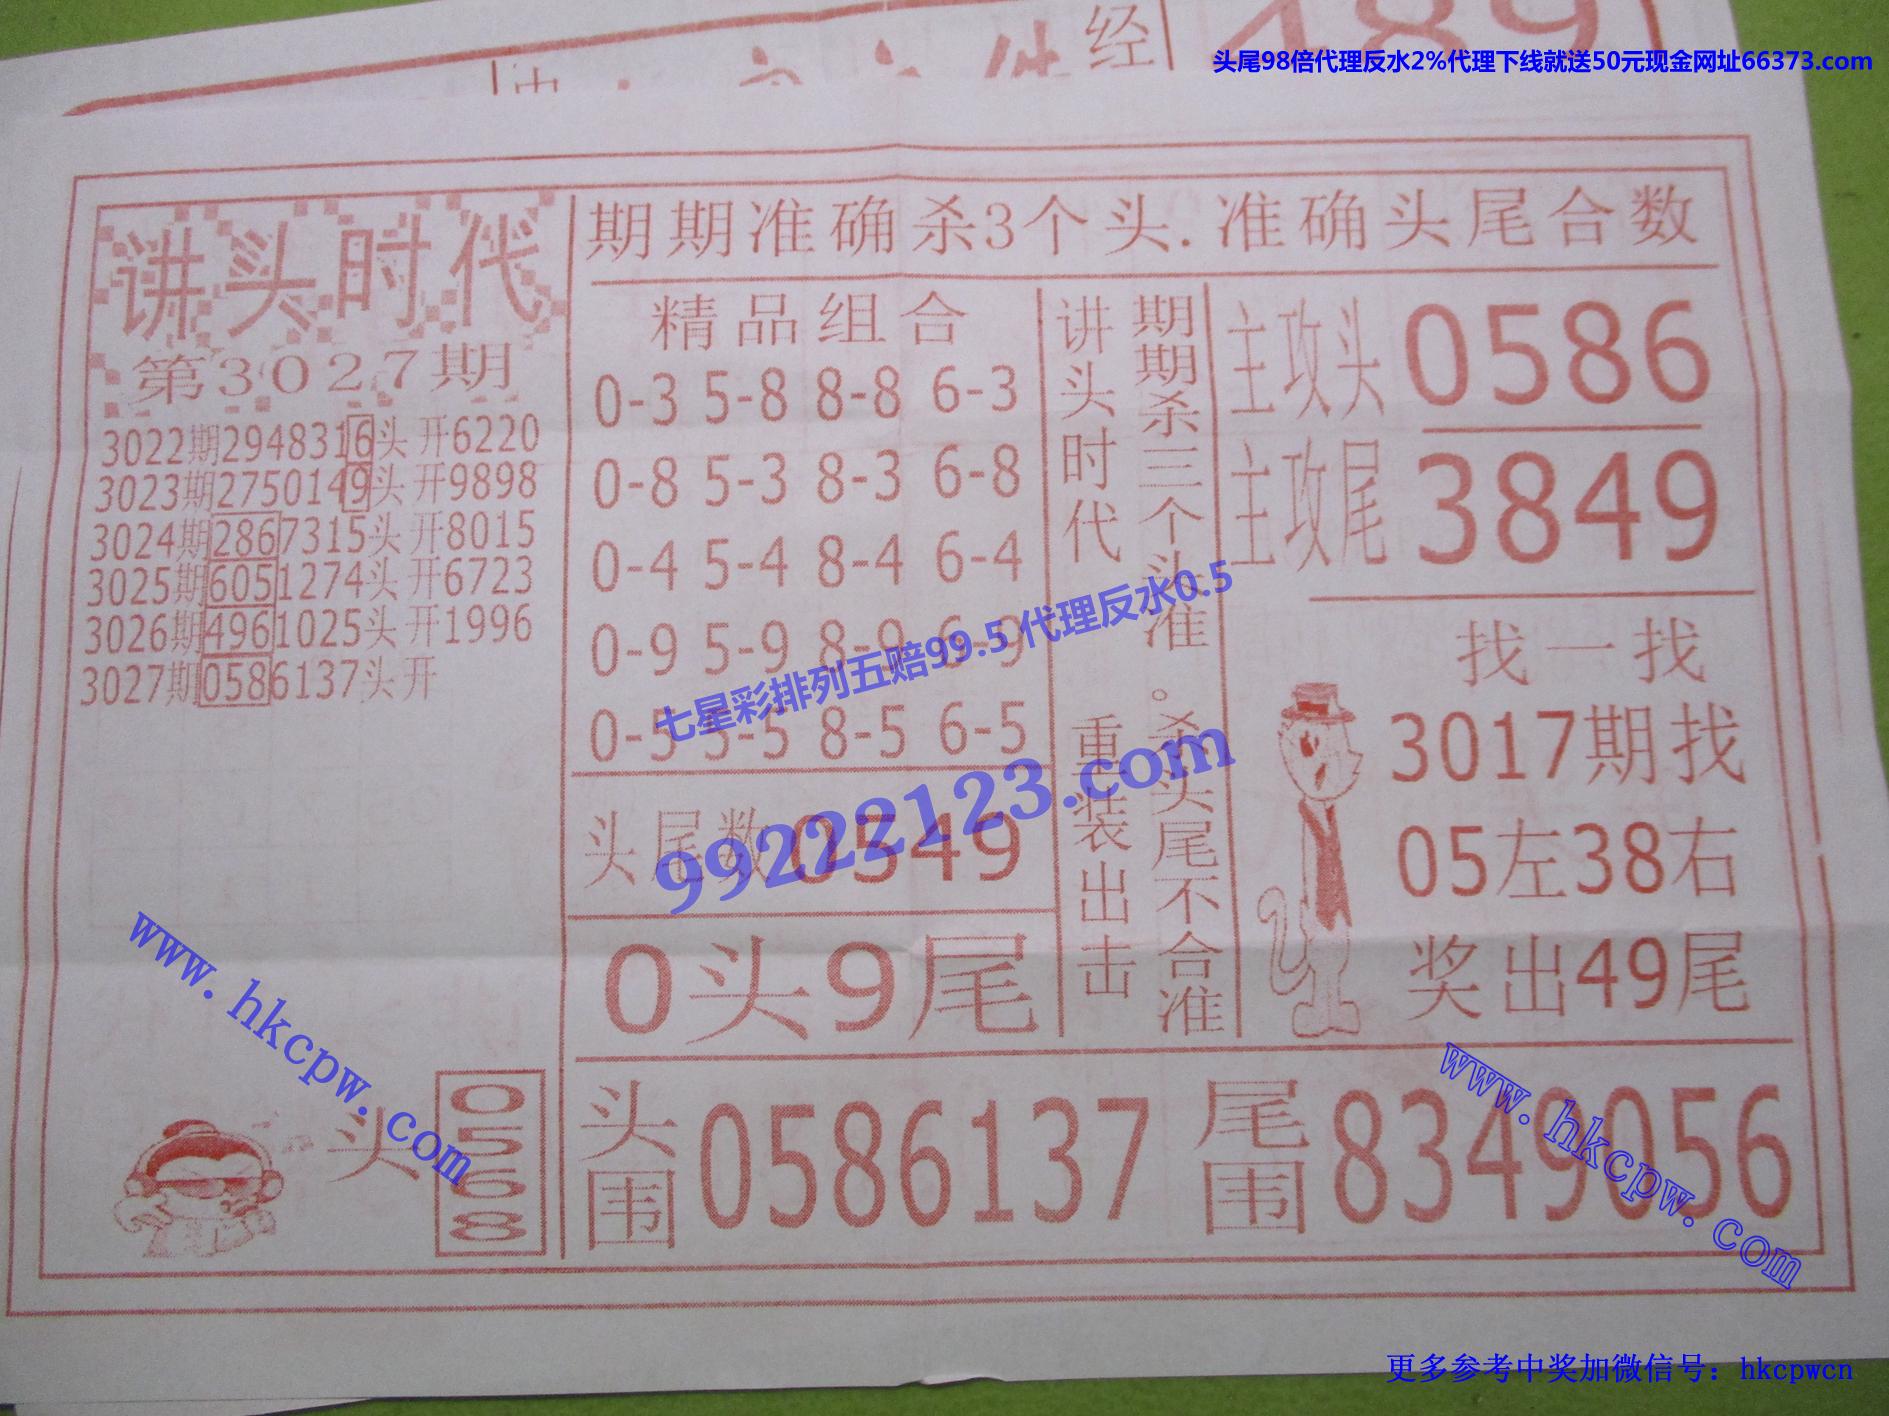 经
489
头尾98倍代理反水2%代理下线就送50元现金网址66373.com
讲头时代
第3027期
3022期2948316头 开6220
3023期2750149头 开9898
3024期2867315头 开8015
3025期6051274头 开6723
3026期4961025头 开1996
3027期0586137头 开
头
0568
期期准确杀3个头.准确头尾合数
精品组合
0-3 5-8 8-8 6-3
0-8 5-3 8-3 6-8
0-4 5-4 8-4 6-4
0-9 5-9 8-9 6-9
0-5 5-5 8-5 6-5
头尾数0549
0头9尾
讲头时代 重装出击
期期杀三个头准。杀头尾不合准
主攻头 0586
主攻尾 3849
找一找
3017期找
05左38右
奖出49尾
头围 0586137 尾围 8349056
七星彩排列五赔99.5代理反水0.5
99222123.com
www.hkcpw.com
www.hkcpw.com
更多参考中奖加微信号：hkcpwcn